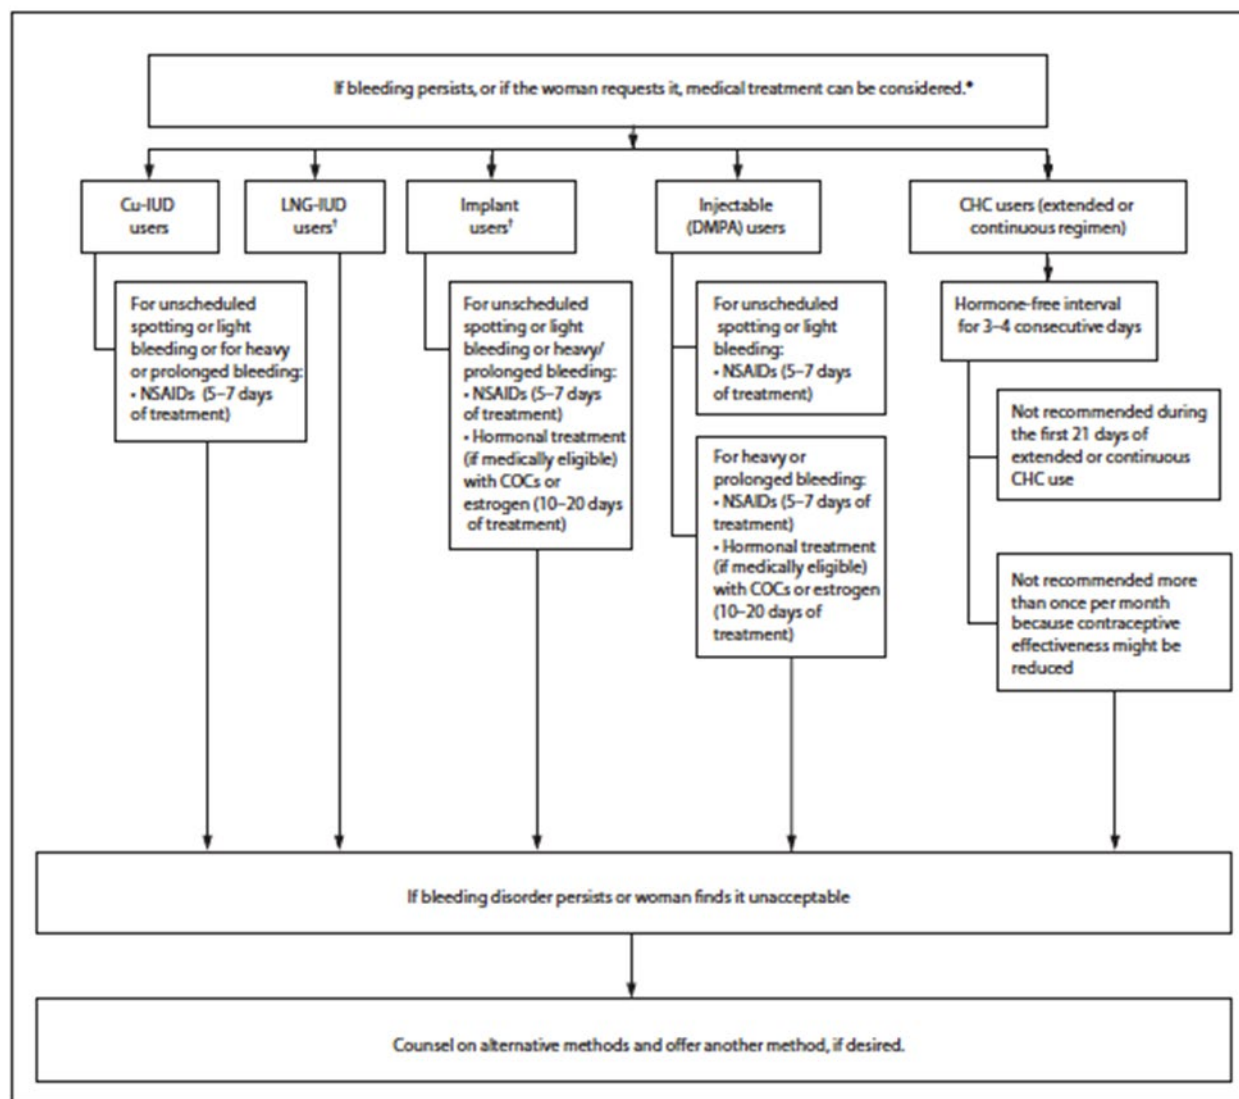 If bleeding persists, or if the woman requests it, medical treatment can be considered.*
Cu-IUD
users
LNG-IUD
users†
Implant
users†
Injectable
(DMPA) users
CHC users (extended or
continuous regimen)
For unscheduled
spotting or light
bleeding or for heavy
or prolonged bleeding:
• NSAIDs (5–7 days
of treatment)
For unscheduled
spotting or light
bleeding or heavy/
prolonged bleeding:
• NSAIDs (5–7 days
of treatment)
• Hormonal treatment
(if medically eligible)
with COCs or
estrogen (10–20 days
of treatment)
For unscheduled
spotting or light
bleeding:
• NSAIDs (5–7 days
of treatment)
For heavy or
prolonged bleeding:
• NSAIDs (5–7 days of
treatment)
• Hormonal treatment
(if medically eligible)
with COCs or estrogen
(10–20 days of
treatment)
Hormone-free interval
for 3–4 consecutive days
Not recommended during
the first 21 days of
extended or continuous
CHC use
Not recommended more
than once per month
because contraceptive
effectiveness might be
reduced
If bleeding disorder persists or woman finds it unacceptable
Counsel on alternative methods and offer another method, if desired.